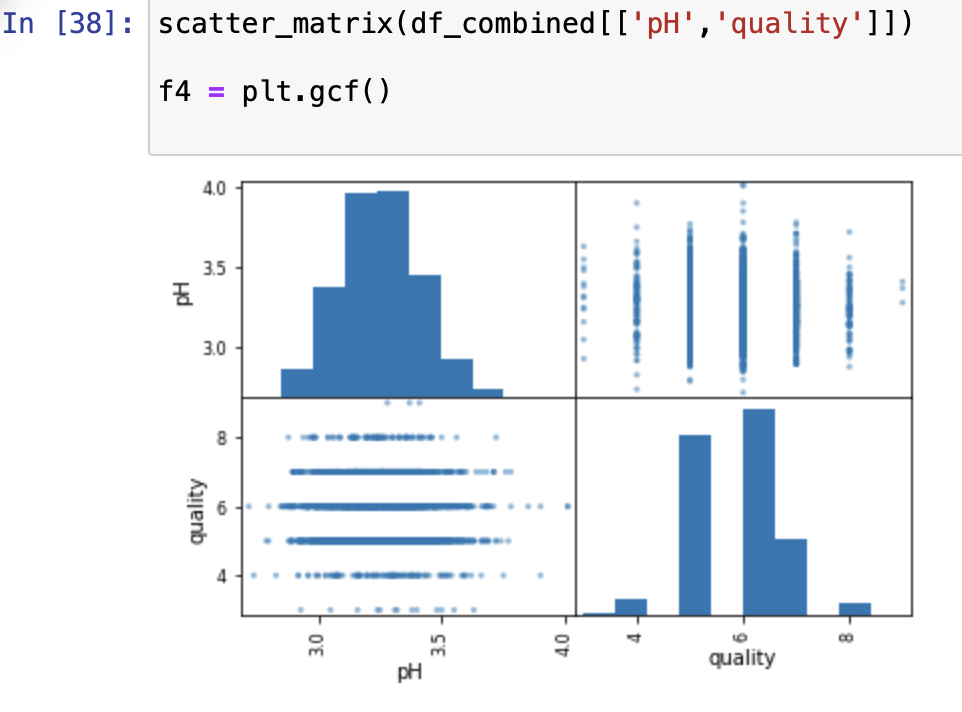 In [38]: scatter_matrix(df_combined[['pH','quality']])
f4 = plt.gcf()
4.0
3.5
3.0
pH
8
6
4
quality
3.0
3.5
4.0
pH
4
6
8
quality